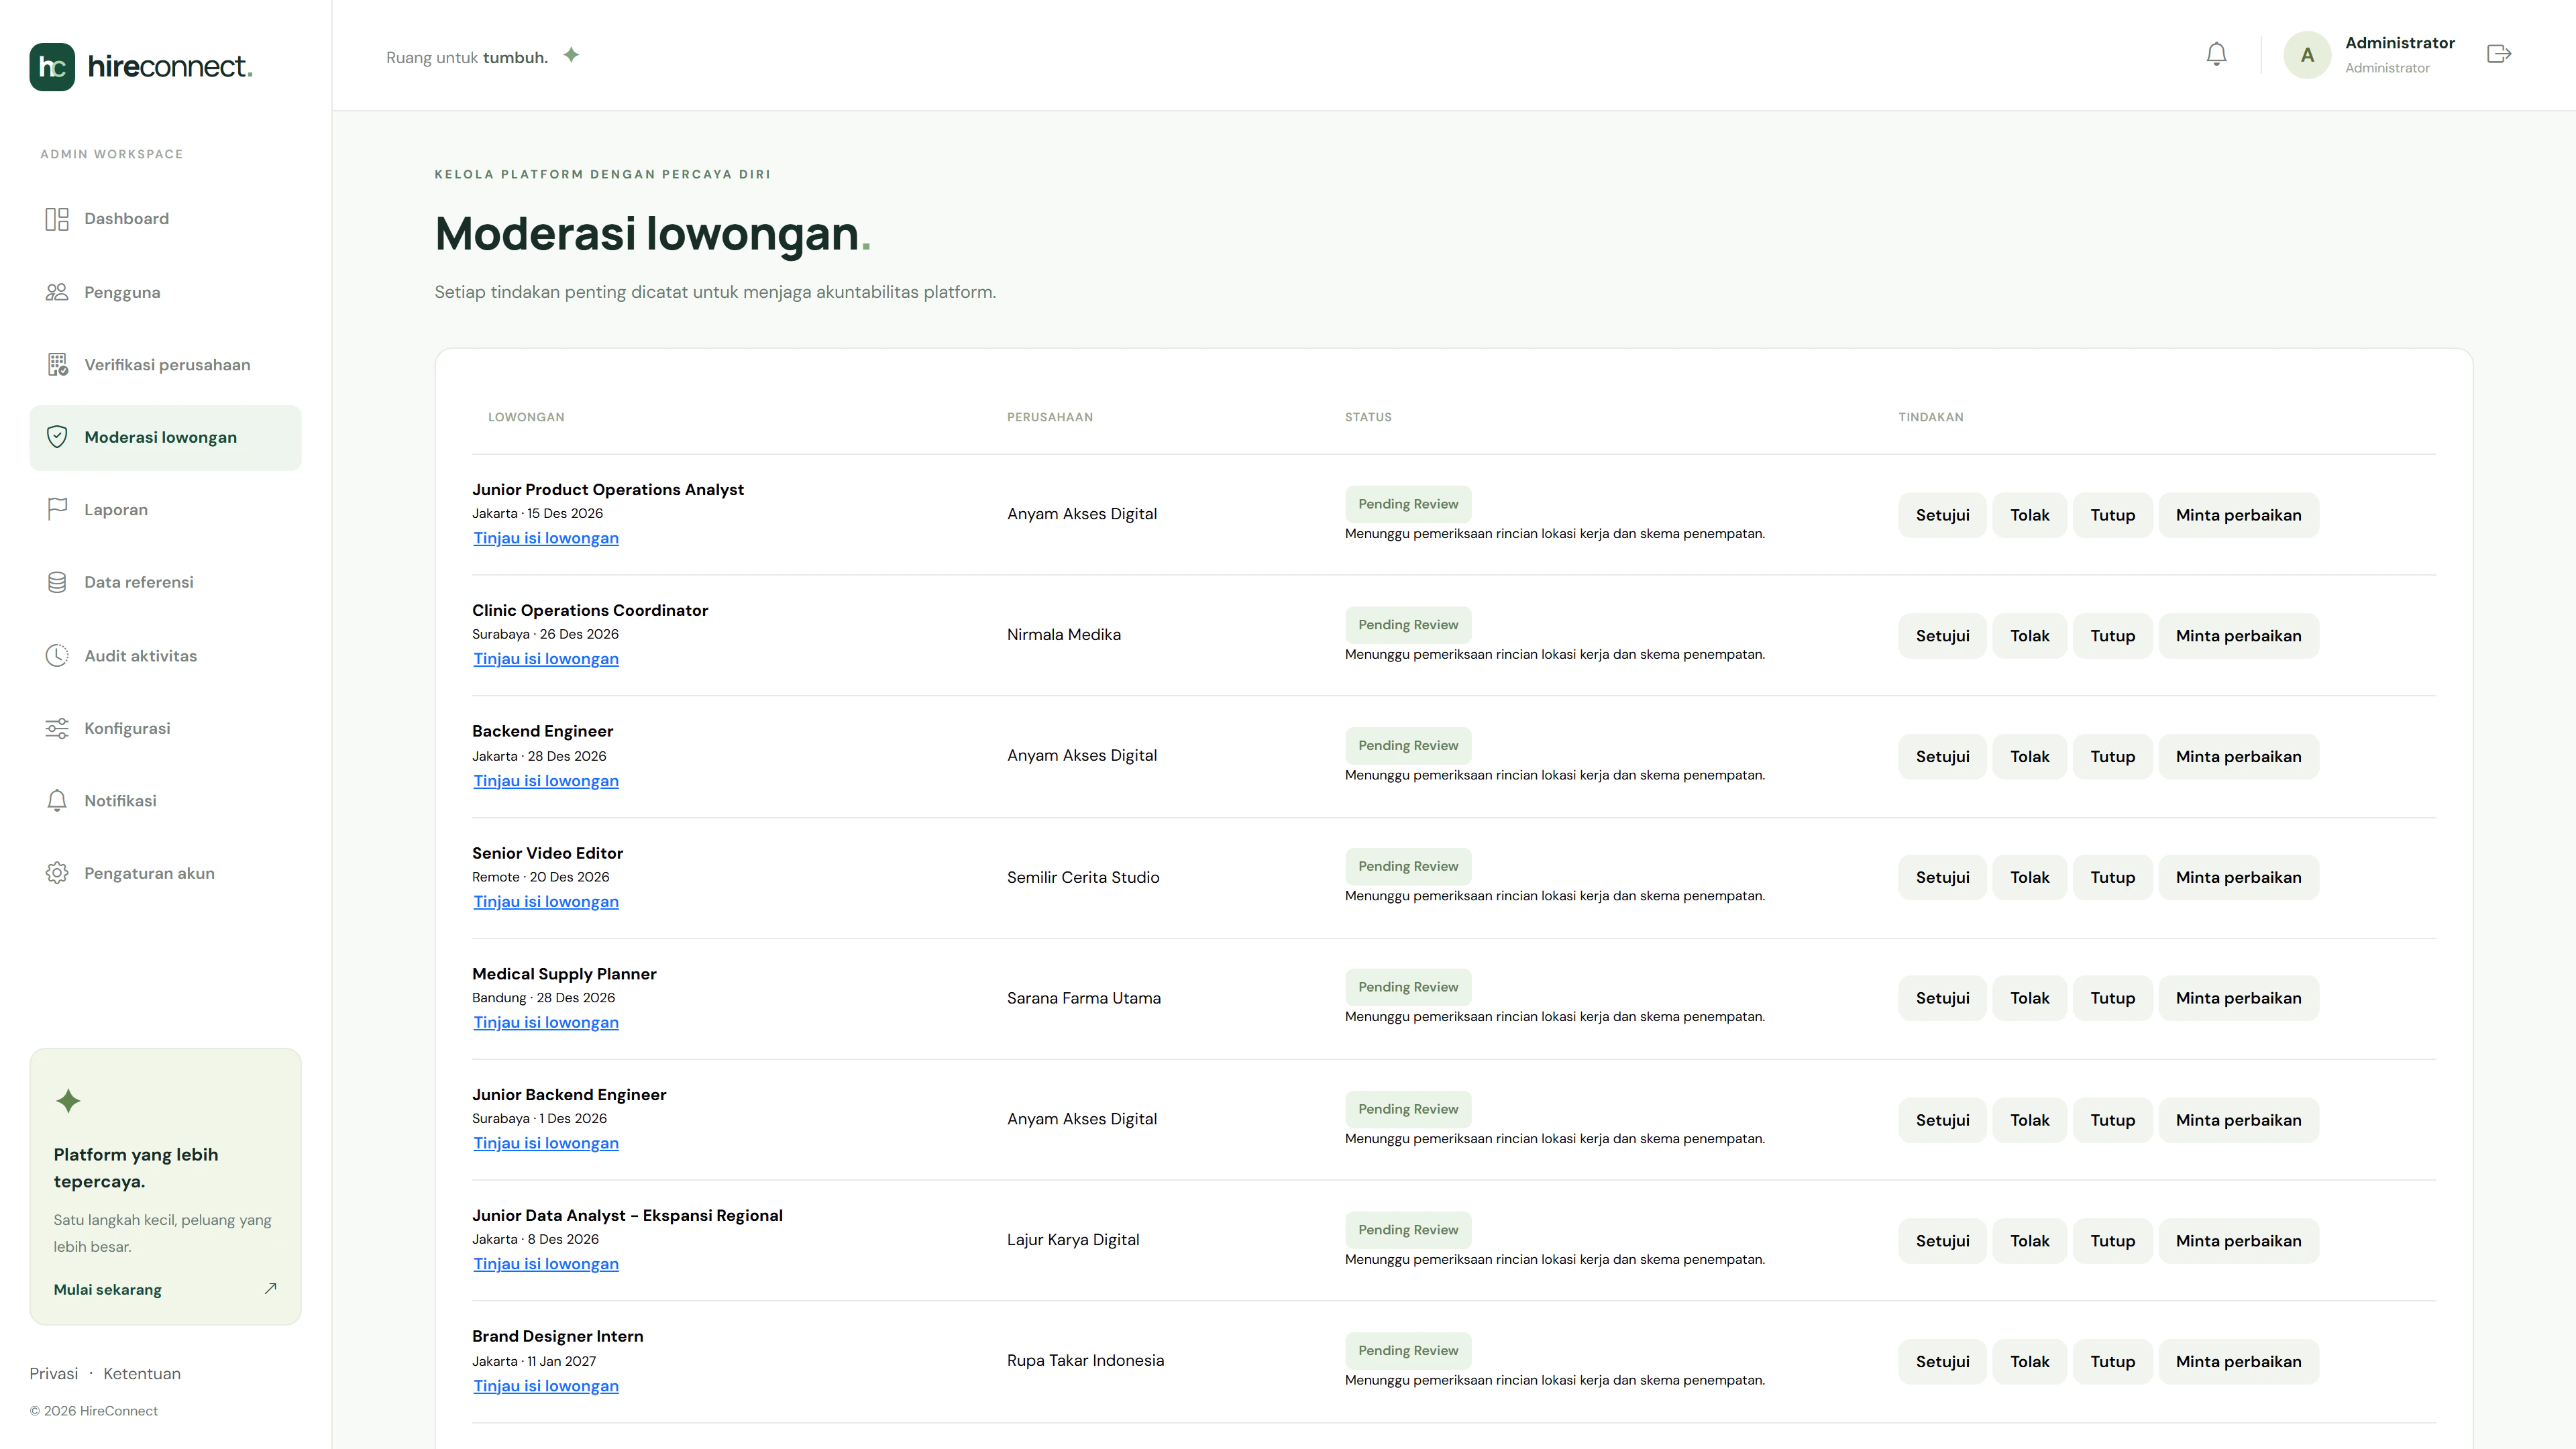 hc hireconnect.
ADMIN WORKSPACE
Dashboard
Pengguna
Verifikasi perusahaan
Moderasi lowongan
Laporan
Data referensi
Audit aktivitas
Konfigurasi
Notifikasi
Pengaturan akun
Platform yang lebih
tepercaya.
Satu langkah kecil, peluang yang
lebih besar.
Mulai sekarang
Privasi · Ketentuan
© 2026 HireConnect
Ruang untuk tumbuh.
A
Administrator
Administrator
KELOLA PLATFORM DENGAN PERCAYA DIRI
Moderasi lowongan.
Setiap tindakan penting dicatat untuk menjaga akuntabilitas platform.
LOWONGAN PERUSAHAAN STATUS TINDAKAN
Junior Product Operations Analyst
Jakarta · 15 Des 2026
Tinjau isi lowongan
Anyam Akses Digital
Pending Review
Menunggu pemeriksaan rincian lokasi kerja dan skema penempatan.
Setujui Tolak Tutup Minta perbaikan
Clinic Operations Coordinator
Surabaya · 26 Des 2026
Tinjau isi lowongan
Nirmala Medika
Pending Review
Menunggu pemeriksaan rincian lokasi kerja dan skema penempatan.
Setujui Tolak Tutup Minta perbaikan
Backend Engineer
Jakarta · 28 Des 2026
Tinjau isi lowongan
Anyam Akses Digital
Pending Review
Menunggu pemeriksaan rincian lokasi kerja dan skema penempatan.
Setujui Tolak Tutup Minta perbaikan
Senior Video Editor
Remote · 20 Des 2026
Tinjau isi lowongan
Semilir Cerita Studio
Pending Review
Menunggu pemeriksaan rincian lokasi kerja dan skema penempatan.
Setujui Tolak Tutup Minta perbaikan
Medical Supply Planner
Bandung · 28 Des 2026
Tinjau isi lowongan
Sarana Farma Utama
Pending Review
Menunggu pemeriksaan rincian lokasi kerja dan skema penempatan.
Setujui Tolak Tutup Minta perbaikan
Junior Backend Engineer
Surabaya · 1 Des 2026
Tinjau isi lowongan
Anyam Akses Digital
Pending Review
Menunggu pemeriksaan rincian lokasi kerja dan skema penempatan.
Setujui Tolak Tutup Minta perbaikan
Junior Data Analyst – Ekspansi Regional
Jakarta · 8 Des 2026
Tinjau isi lowongan
Lajur Karya Digital
Pending Review
Menunggu pemeriksaan rincian lokasi kerja dan skema penempatan.
Setujui Tolak Tutup Minta perbaikan
Brand Designer Intern
Jakarta · 11 Jan 2027
Tinjau isi lowongan
Rupa Takar Indonesia
Pending Review
Menunggu pemeriksaan rincian lokasi kerja dan skema penempatan.
Setujui Tolak Tutup Minta perbaikan